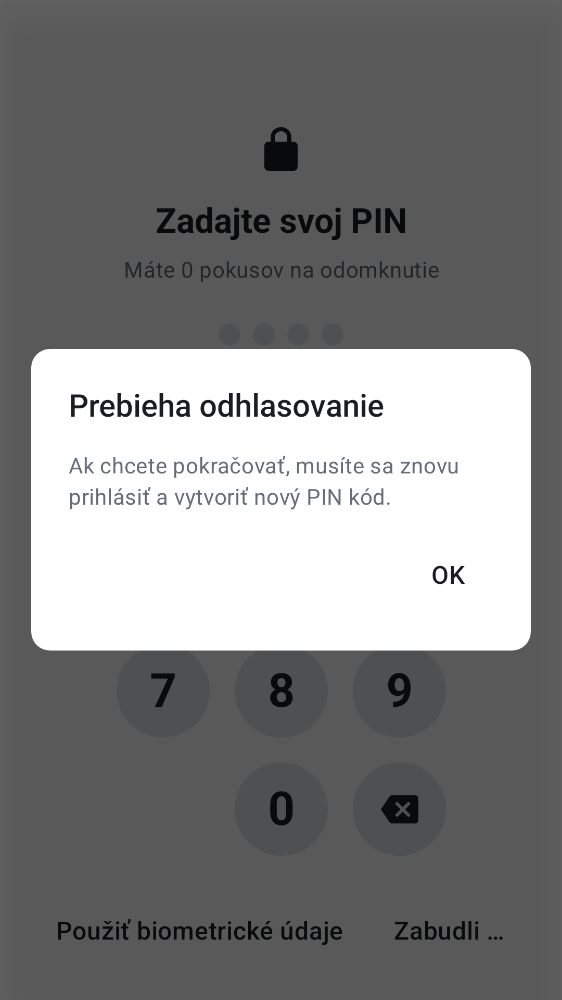 Zadajte svoj PIN
Máte 0 pokusov na odomknutie
Prebieha odhlasovanie
Ak chcete pokračovať, musíte sa znovu
prihlásiť a vytvoriť nový PIN kód.
OK
7 8 9
0
Použiť biometrické údaje Zabudli ...